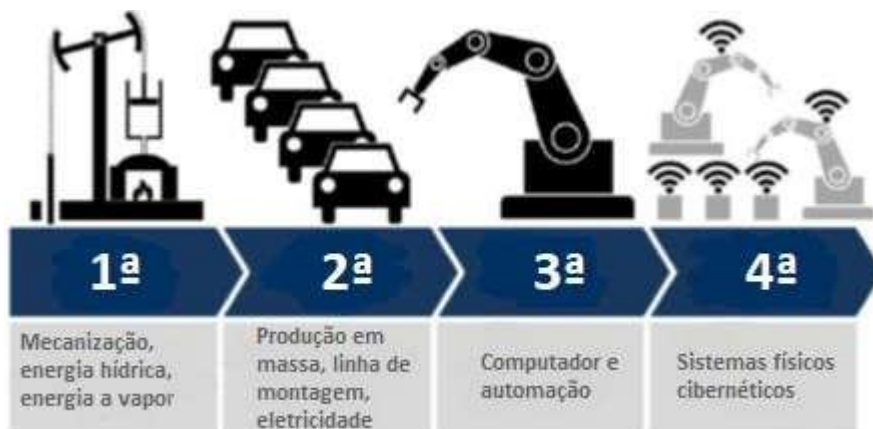 1ª
2ª
3ª
4ª
Mecanização,
energia hídrica,
energia a vapor
Produção em
massa, linha de
montagem,
eletricidade
Computador e
automação
Sistemas físicos
cibernéticos